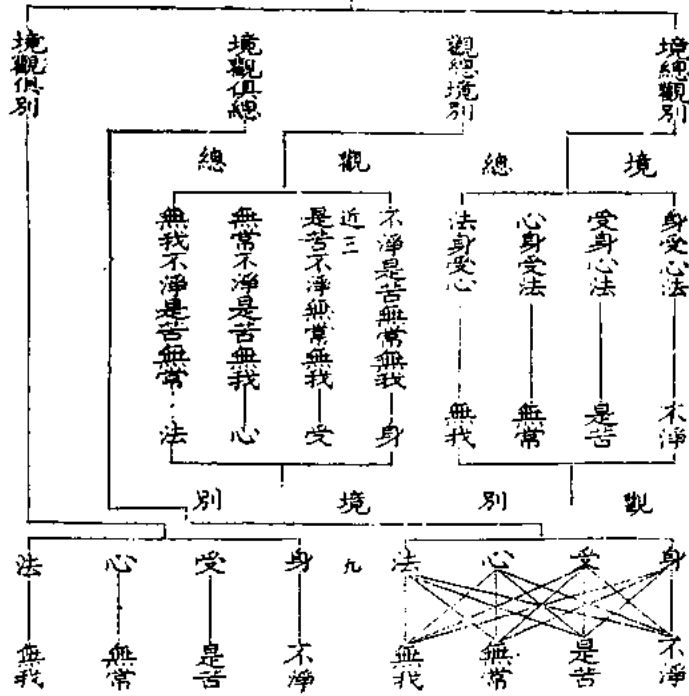 境總觀別
觀總境別
境觀俱總
境觀俱別
境總
觀總
身受心法
受身心法
心身受法
法身受心
不淨是苦無常無我
近三
是苦不淨無常無我
無常不淨是苦無我
無我不淨是苦無常
不淨
是苦
無常
無我
身
受
心
法
觀別
境別
身
受
心
法
九
身
受
心
法
不淨
是苦
無常
無我
不淨
是苦
無常
無我